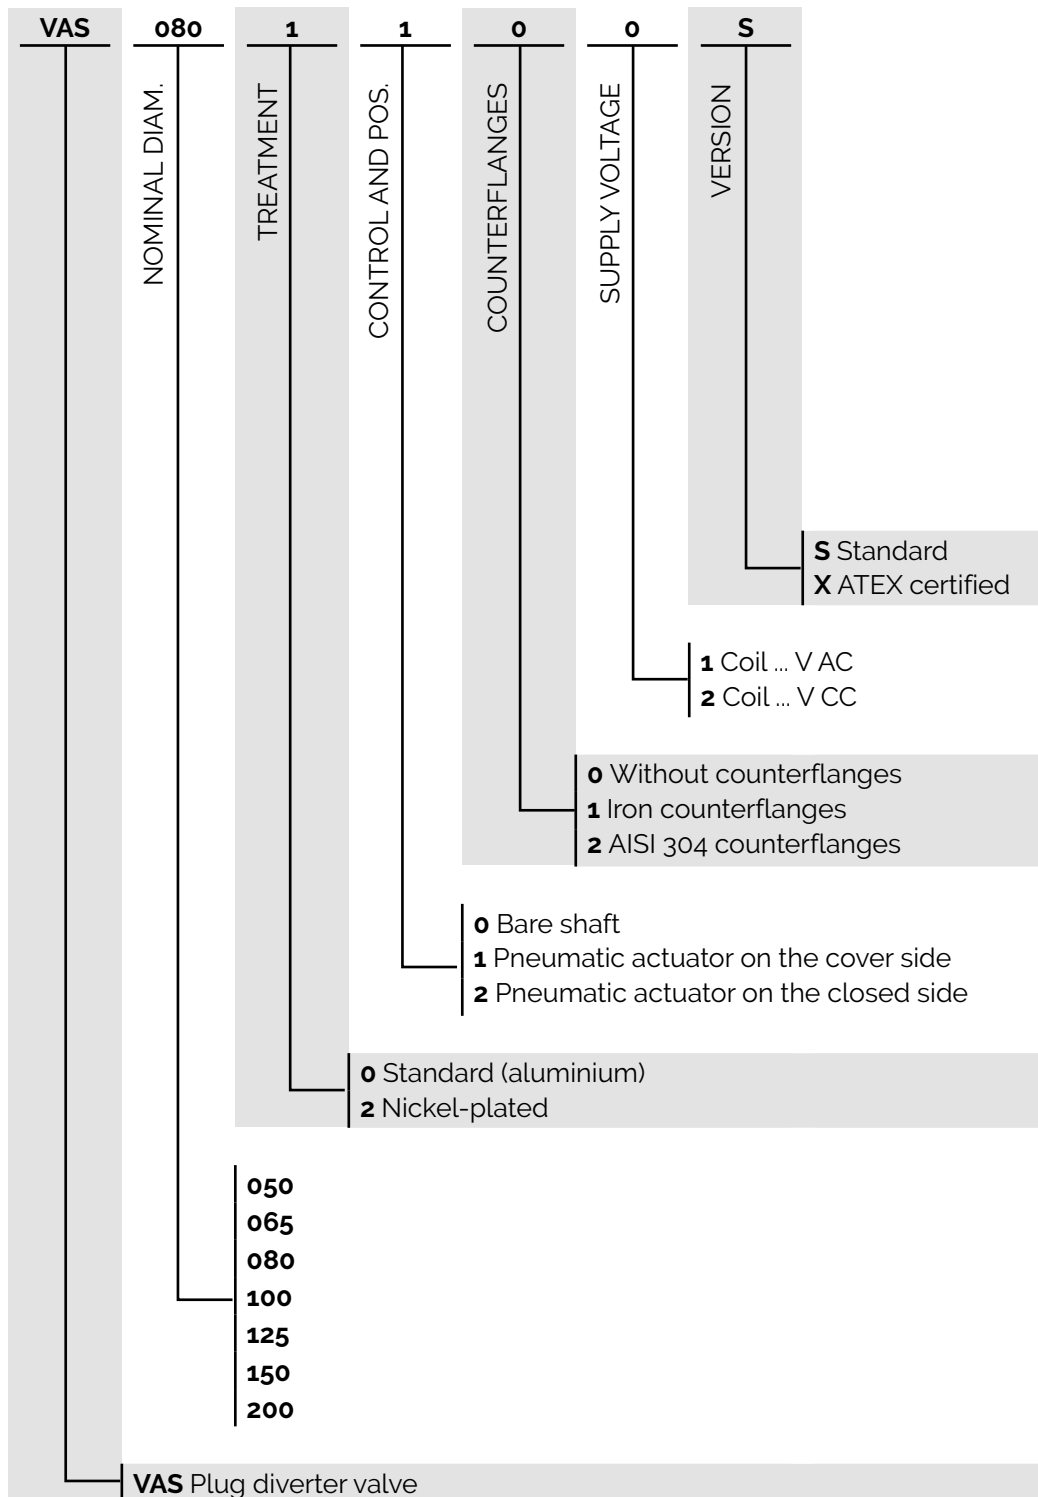 VAS 080 1 1 0 0 S
NOMINAL DIAM.
TREATMENT
CONTROL AND POS.
COUNTERFLANGES
SUPPLY VOLTAGE
VERSION
S Standard
X ATEX certified
1 Coil ... V AC
2 Coil ... V CC
0 Without counterflanges
1 Iron counterflanges
2 AISI 304 counterflanges
0 Bare shaft
1 Pneumatic actuator on the cover side
2 Pneumatic actuator on the closed side
0 Standard (aluminium)
2 Nickel-plated
050
065
080
100
125
150
200
VAS Plug diverter valve